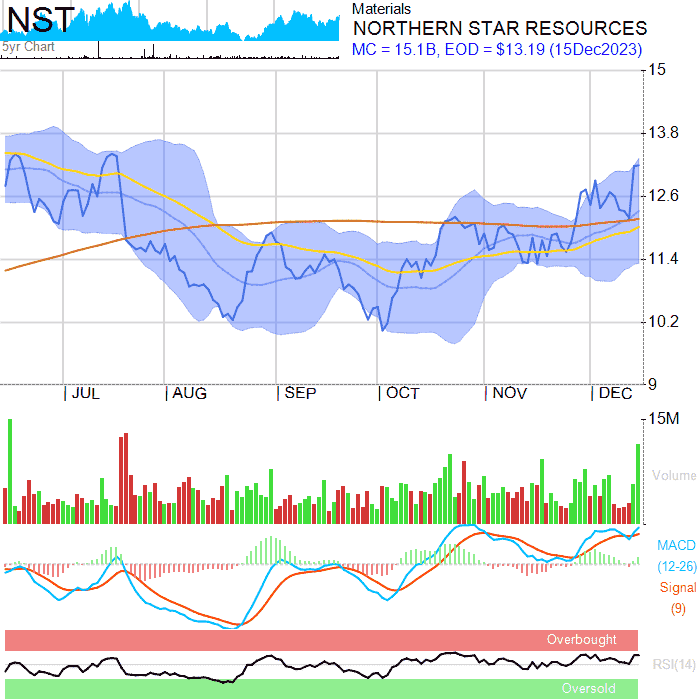 NST
5yr Chart
Materials
NORTHERN STAR RESOURCES
MC = 15.1B, EOD = $13.19 (15Dec2023)
15
13.8
12.6
11.4
10.2
9
JUL AUG SEP OCT NOV DEC
15M
Volume
MACD
(12-26)
Signal
(9)
Overbought
RSI(14)
Oversold